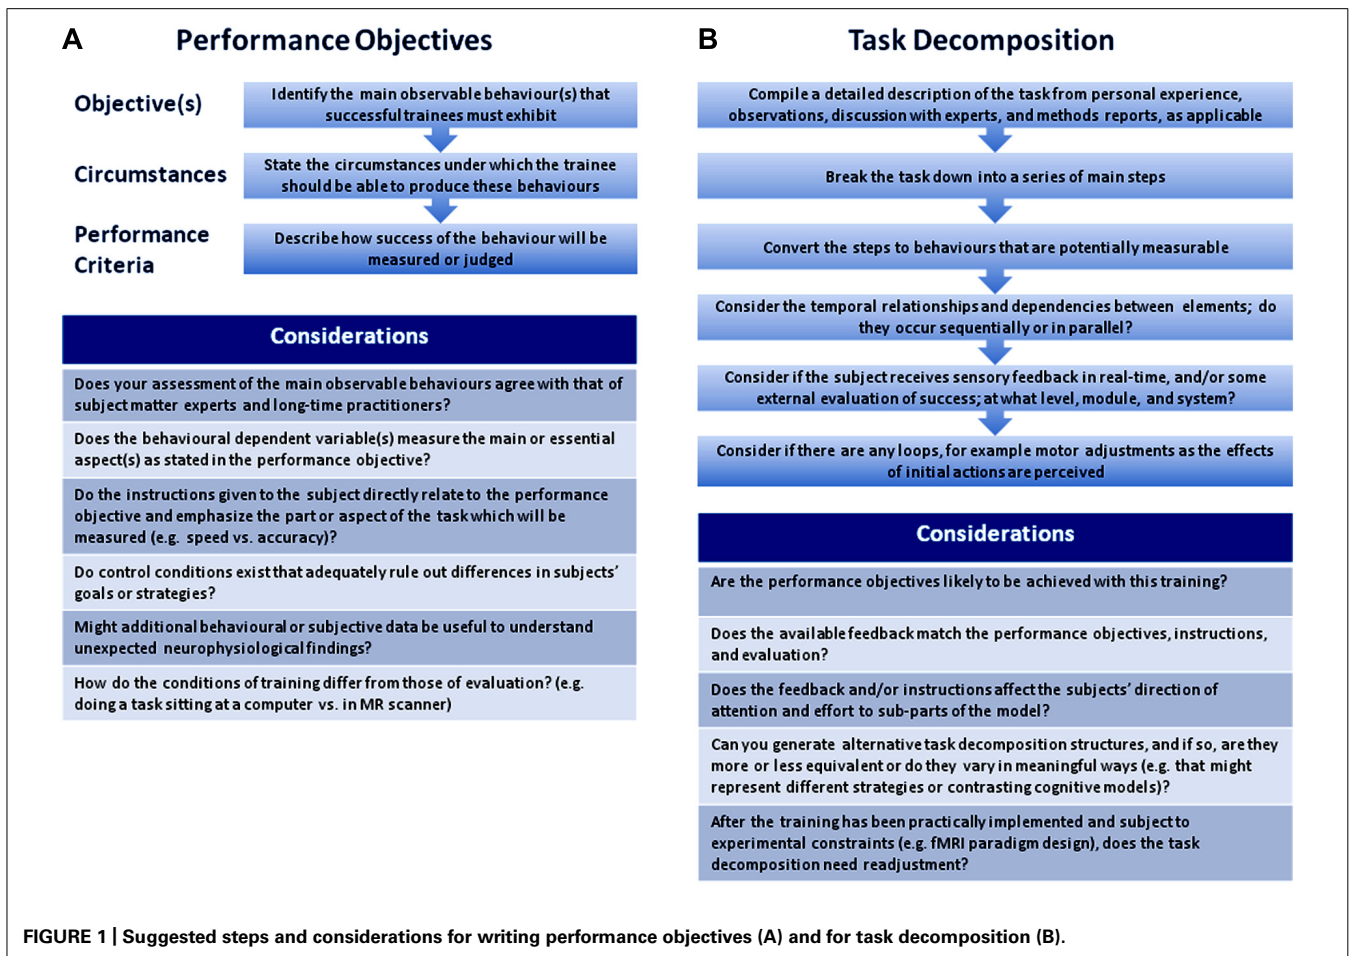 A
Performance Objectives
Objective(s)
Identify the main observable behaviour(s) that
successful trainees must exhibit
Circumstances
State the circumstances under which the trainee
should be able to produce these behaviours
Performance
Criteria
Describe how success of the behaviour will be
measured or judged
Considerations
Does your assessment of the main observable behaviours agree with that of
subject matter experts and long-time practitioners?
Does the behavioural dependent variable(s) measure the main or essential
aspect(s) as stated in the performance objective?
Do the instructions given to the subject directly relate to the performance
objective and emphasize the part or aspect of the task which will be
measured (e.g. speed vs. accuracy)?
Do control conditions exist that adequately rule out differences in subjects'
goals or strategies?
Might additional behavioural or subjective data be useful to understand
unexpected neurophysiological findings?
How do the conditions of training differ from those of evaluation? (e.g.
doing a task sitting at a computer vs. in MR scanner)
B
Task Decomposition
Compile a detailed description of the task from personal experience,
observations, discussion with experts, and methods reports, as applicable
Break the task down into a series of main steps
Convert the steps to behaviours that are potentially measurable
Consider the temporal relationships and dependencies between elements; do
they occur sequentially or in parallel?
Consider if the subject receives sensory feedback in real-time, and/or some
external evaluation of success; at what level, module, and system?
Consider if there are any loops, for example motor adjustments as the effects
of initial actions are perceived
Considerations
Are the performance objectives likely to be achieved with this training?
Does the available feedback match the performance objectives, instructions,
and evaluation?
Does the feedback and/or instructions affect the subjects' direction of
attention and effort to sub-parts of the model?
Can you generate alternative task decomposition structures, and if so, are they
more or less equivalent or do they vary in meaningful ways (e.g. that might
represent different strategies or contrasting cognitive models)?
After the training has been practically implemented and subject to
experimental constraints (e.g. fMRI paradigm design), does the task
decomposition need readjustment?
FIGURE 1 | Suggested steps and considerations for writing performance objectives (A) and for task decomposition (B).